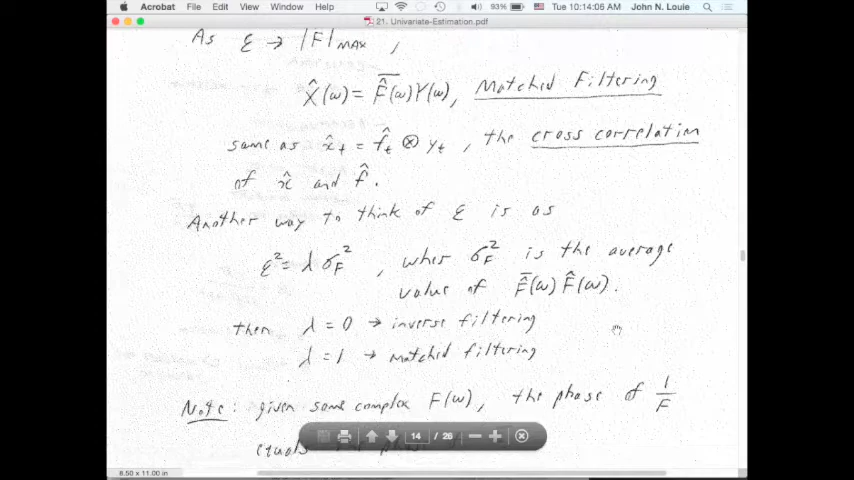 Acrobat File Edit View Window Help 93% Tue 10:14:06 AM John N. Louie
21. Univariate-Estimation.pdf
As ε → |F|MAX ,
X̂(ω) = F̂̅(ω)Y(ω), Matched Filtering
same as x̂t = f̂t ⊗ yt , the cross correlation
of x̂ and f̂.
Another way to think of ε is as
ε² = λ σF² , wher σF² is the average
value of F̂̅(ω) F̂(ω).
then λ = 0 → inverse filtering
λ = 1 → matched filtering
Note: given some complex F(ω), the phase of 1/F
equals
14 / 26
8.50 x 11.00 in